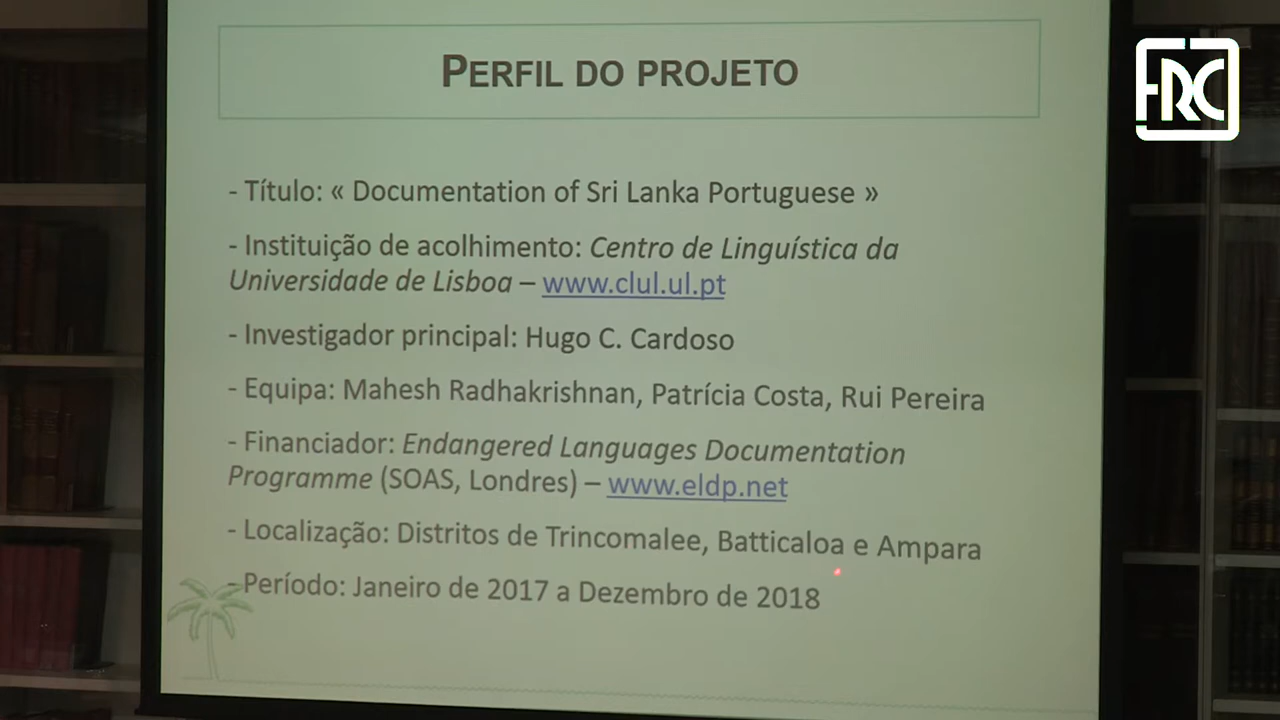 PERFIL DO PROJETO
FRC
- Título: « Documentation of Sri Lanka Portuguese »
- Instituição de acolhimento: Centro de Linguística da
Universidade de Lisboa – www.clul.ul.pt
- Investigador principal: Hugo C. Cardoso
- Equipa: Mahesh Radhakrishnan, Patrícia Costa, Rui Pereira
- Financiador: Endangered Languages Documentation
Programme (SOAS, Londres) – www.eldp.net
- Localização: Distritos de Trincomalee, Batticaloa e Ampara
- Período: Janeiro de 2017 a Dezembro de 2018